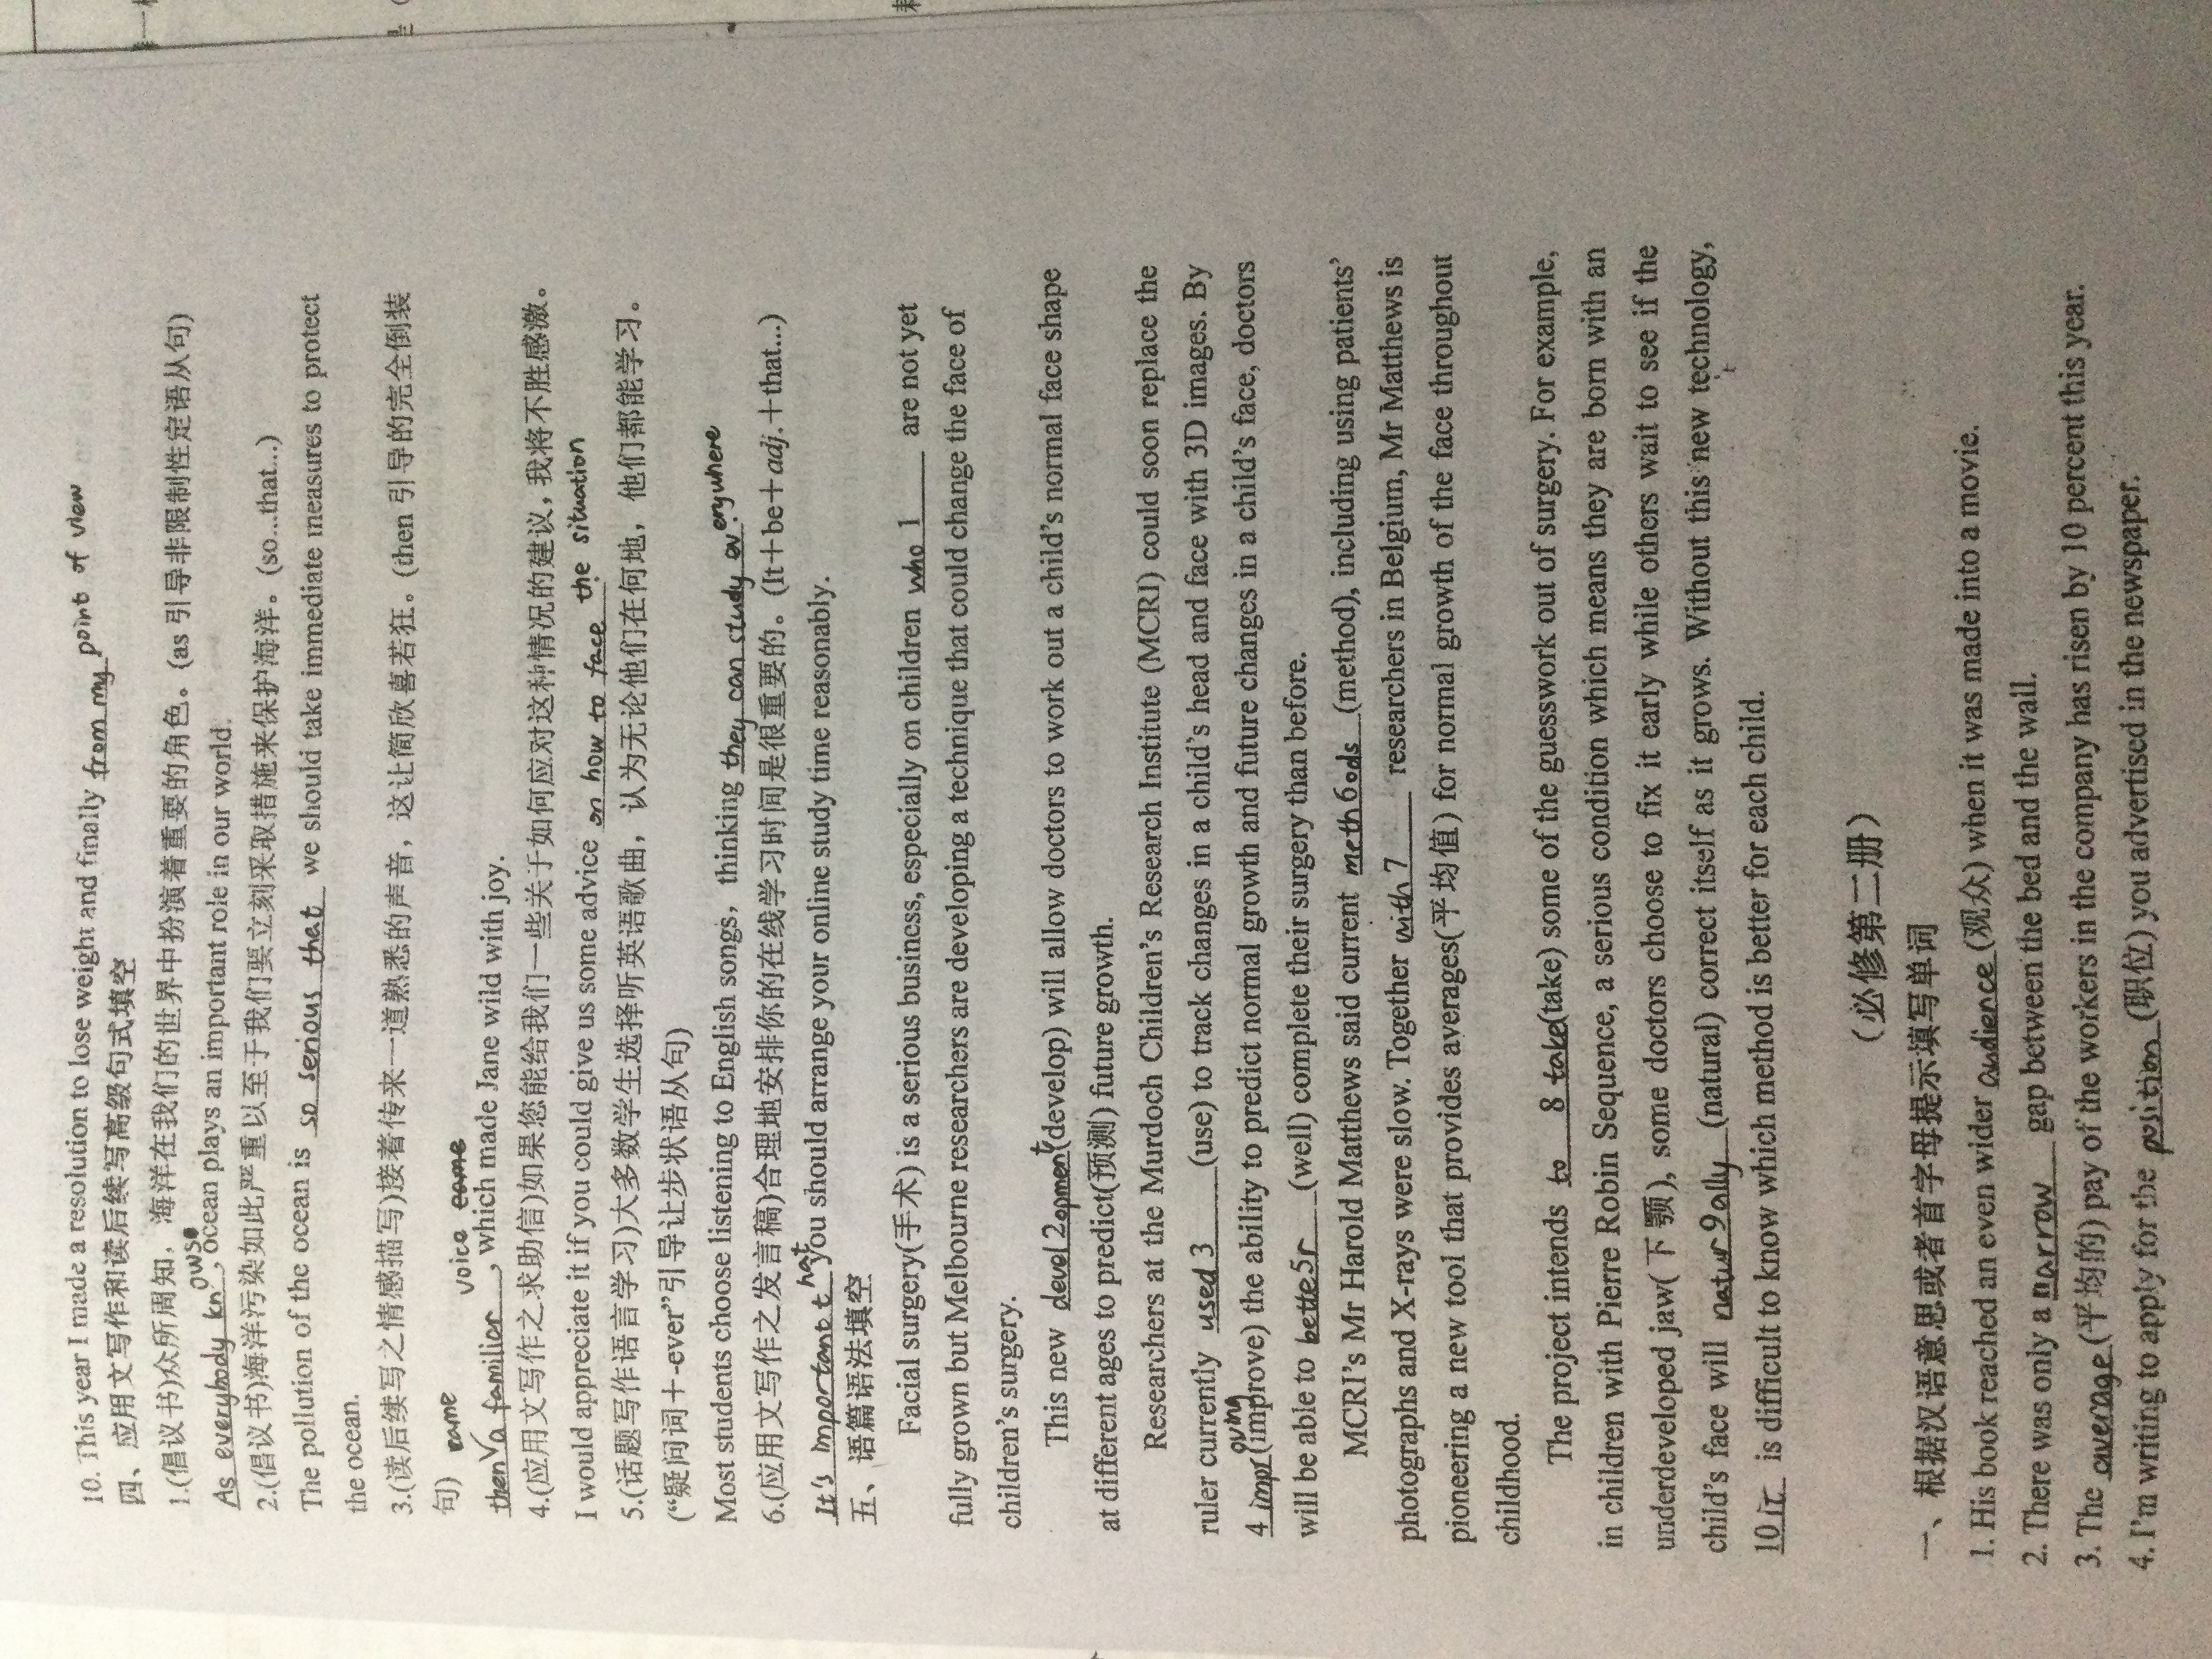 10. This year I made a resolution to lose weight and finally from my point of view
四、应用文写作和读后续写高级句式填空
1.(倡议书)众所周知，海洋在我们的世界中扮演着重要的角色。(as 引导非限制性定语从句)
As everybody knows, ocean plays an important role in our world.
2.(倡议书)海洋污染如此严重以至于我们要立刻采取措施来保护海洋。(so...that...)
The pollution of the ocean is so serious that we should take immediate measures to protect
the ocean.
3.(读后续写之情感描写)接着传来一道熟悉的声音，这让简欣喜若狂。(then 引导的完全倒装
句)
then came a familiar voice came, which made Jane wild with joy.
4.(应用文写作之求助信)如果您能给我们一些关于如何应对这种情况的建议，我将不胜感激。
I would appreciate it if you could give us some advice on how to face the situation.
5.(话题写作语言学习)大多数学生选择听英语歌曲，认为无论他们在何地，他们都能学习。
(“疑问词＋-ever”引导让步状语从句)
Most students choose listening to English songs，thinking they can study everywhere.
6.(应用文写作之发言稿)合理地安排你的在线学习时间是很重要的。(It＋be＋adj.＋that...)
It's important that you should arrange your online study time reasonably.
五、语篇语法填空
Facial surgery(手术) is a serious business, especially on children who 1 are not yet
fully grown but Melbourne researchers are developing a technique that could change the face of
children’s surgery.
This new devel 2opment (develop) will allow doctors to work out a child’s normal face shape
at different ages to predict(预测) future growth.
Researchers at the Murdoch Children’s Research Institute (MCRI) could soon replace the
ruler currently used 3 (use) to track changes in a child’s head and face with 3D images. By
4 improving (improve) the ability to predict normal growth and future changes in a child’s face, doctors
will be able to bette5r (well) complete their surgery than before.
MCRI’s Mr Harold Matthews said current meth 6ods (method), including using patients’
photographs and X-rays were slow. Together with 7 researchers in Belgium, Mr Matthews is
pioneering a new tool that provides averages(平均值) for normal growth of the face throughout
childhood.
The project intends to 8 take(take) some of the guesswork out of surgery. For example,
in children with Pierre Robin Sequence, a serious condition which means they are born with an
underdeveloped jaw(下颚), some doctors choose to fix it early while others wait to see if the
child’s face will natur 9ally (natural) correct itself as it grows. Without this new technology,
10 it is difficult to know which method is better for each child.
（必修第二册）
一、根据汉语意思或者首字母提示填写单词
1. His book reached an even wider audience (观众) when it was made into a movie.
2. There was only a narrow gap between the bed and the wall.
3. The average (平均的) pay of the workers in the company has risen by 10 percent this year.
4. I’m writing to apply for the position (职位) you advertised in the newspaper.